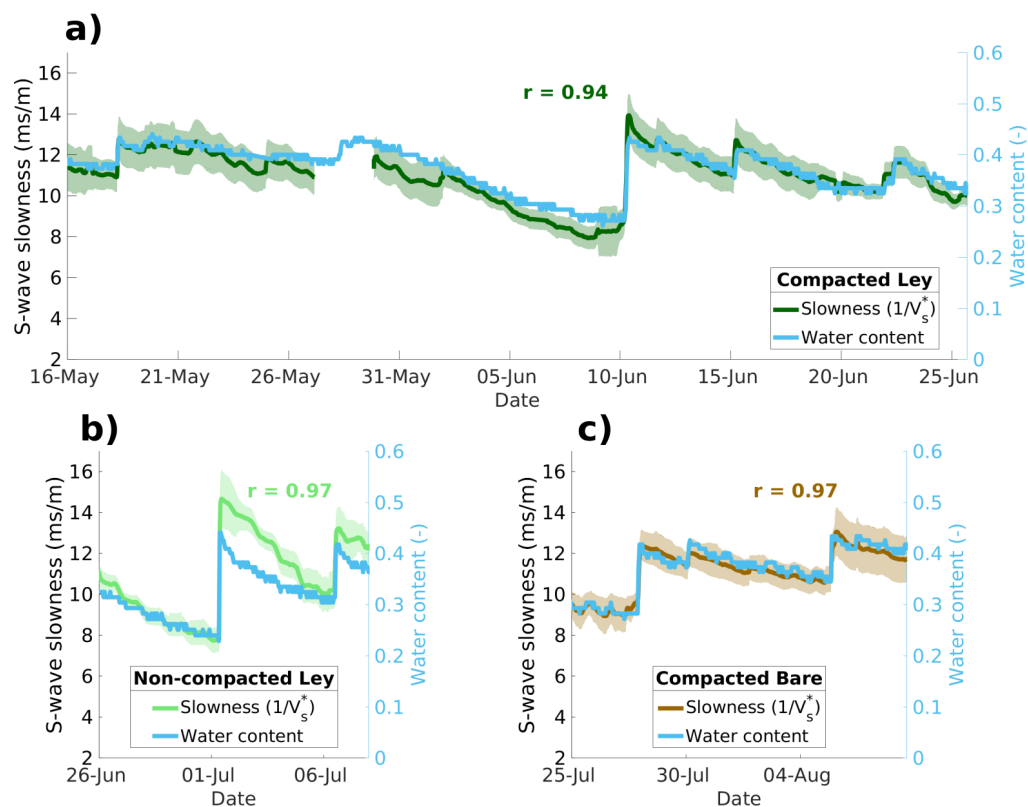 a)
S-wave slowness (ms/m)
16
14
12
10
8
6
4
2
r = 0.94
0.6
0.5
0.4
0.3
0.2
0.1
0
Water content (-)
Compacted Ley
Slowness (1/V*s)
Water content
16-May 21-May 26-May 31-May 05-Jun 10-Jun 15-Jun 20-Jun 25-Jun
Date
b)
S-wave slowness (ms/m)
16
14
12
10
8
6
4
2
r = 0.97
0.6
0.5
0.4
0.3
0.2
0.1
0
Water content (-)
Non-compacted Ley
Slowness (1/V*s)
Water content
26-Jun 01-Jul 06-Jul
Date
c)
S-wave slowness (ms/m)
16
14
12
10
8
6
4
2
r = 0.97
0.6
0.5
0.4
0.3
0.2
0.1
0
Water content (-)
Compacted Bare
Slowness (1/V*s)
Water content
25-Jul 30-Jul 04-Aug
Date